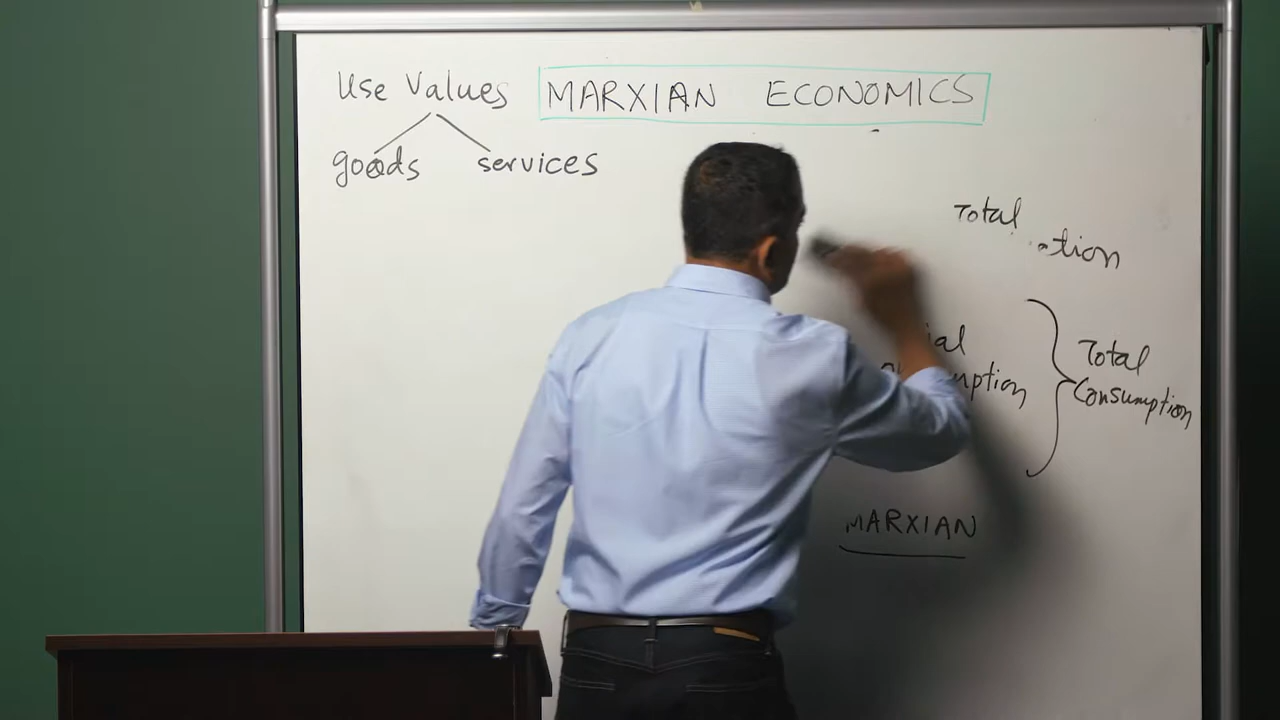 Use Values
MARXIAN ECONOMICS
goods services
Total
Total
Consumption
MARXIAN